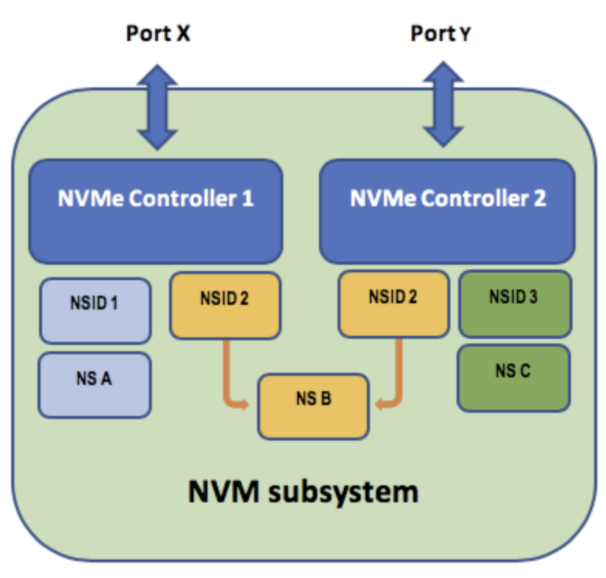 Port X
Port Y
NVMe Controller 1
NVMe Controller 2
NSID 1
NSID 2
NSID 2
NSID 3
NS A
NS B
NS C
NVM subsystem